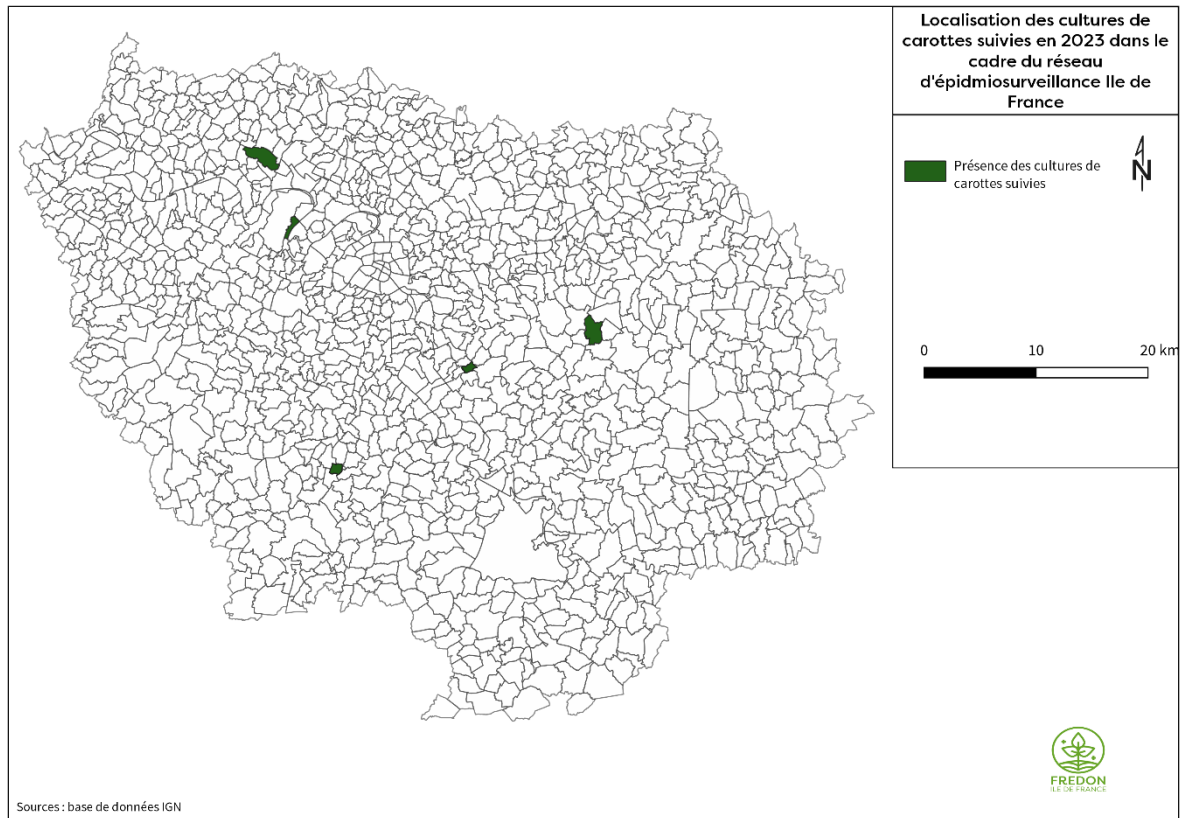 Localisation des cultures de
carottes suivies en 2023 dans le
cadre du réseau
d'épidmiosurveillance Ile de
France
Présence des cultures de
carottes suivies
N
0 10 20 km
FREDON
ILE DE FRANCE
Sources : base de données IGN